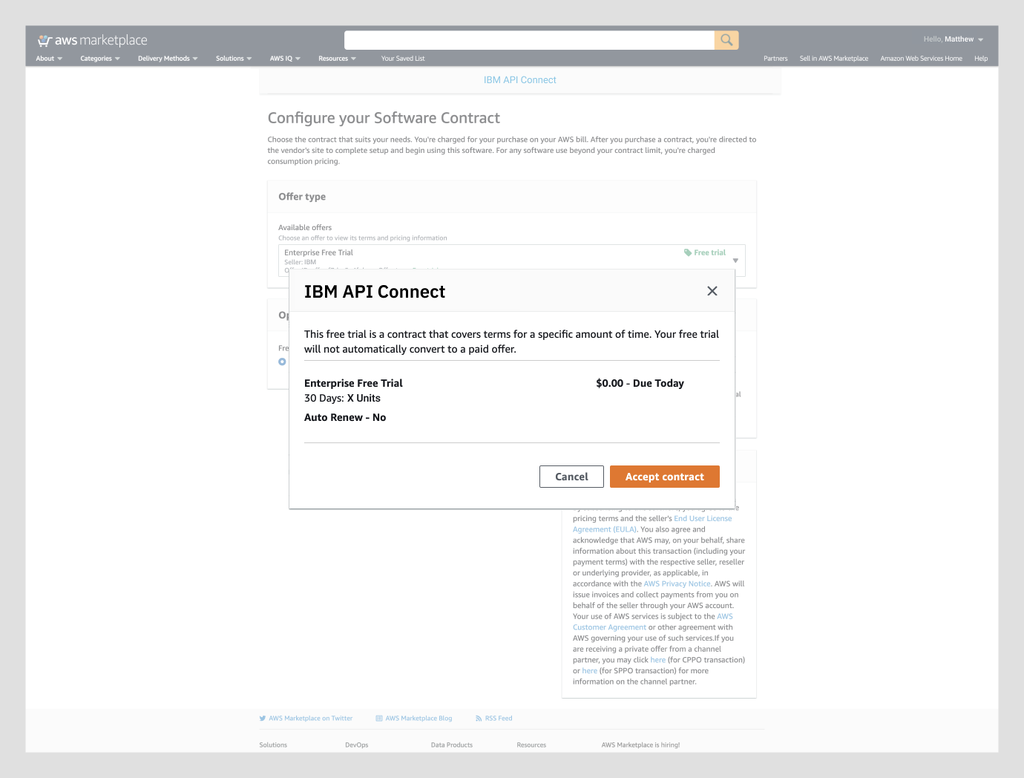 aws marketplace
Hello, Matthew
About
Categories
Delivery Methods
Solutions
AWS IQ
Resources
Your Saved List
Partners
Sell in AWS Marketplace
Amazon Web Services Home
Help
IBM API Connect
Configure your Software Contract
Choose the contract that suits your needs. You're charged for your purchase on your AWS bill. After you purchase a contract, you're directed to
the vendor's site to complete setup and begin using this software. For any software use beyond your contract limit, you're charged
consumption pricing.
Offer type
Available offers
Choose an offer to view its terms and pricing information
Enterprise Free Trial
Free trial
Seller: IBM
IBM API Connect
This free trial is a contract that covers terms for a specific amount of time. Your free trial
will not automatically convert to a paid offer.
Enterprise Free Trial
$0.00 - Due Today
30 Days: X Units
Auto Renew - No
Cancel
Accept contract
pricing terms and the seller's End User License
Agreement (EULA). You also agree and
acknowledge that AWS may, on your behalf, share
information about this transaction (including your
payment terms) with the respective seller, reseller
or underlying provider, as applicable, in
accordance with the AWS Privacy Notice. AWS will
issue invoices and collect payments from you on
behalf of the seller through your AWS account.
Your use of AWS services is subject to the AWS
Customer Agreement or other agreement with
AWS governing your use of such services.If you
are receiving a private offer from a channel
partner, you may click here (for CPPO transaction)
or here (for SPPO transaction) for more
information on the channel partner.
AWS Marketplace on Twitter
AWS Marketplace Blog
RSS Feed
Solutions
DevOps
Data Products
Resources
AWS Marketplace is hiring!